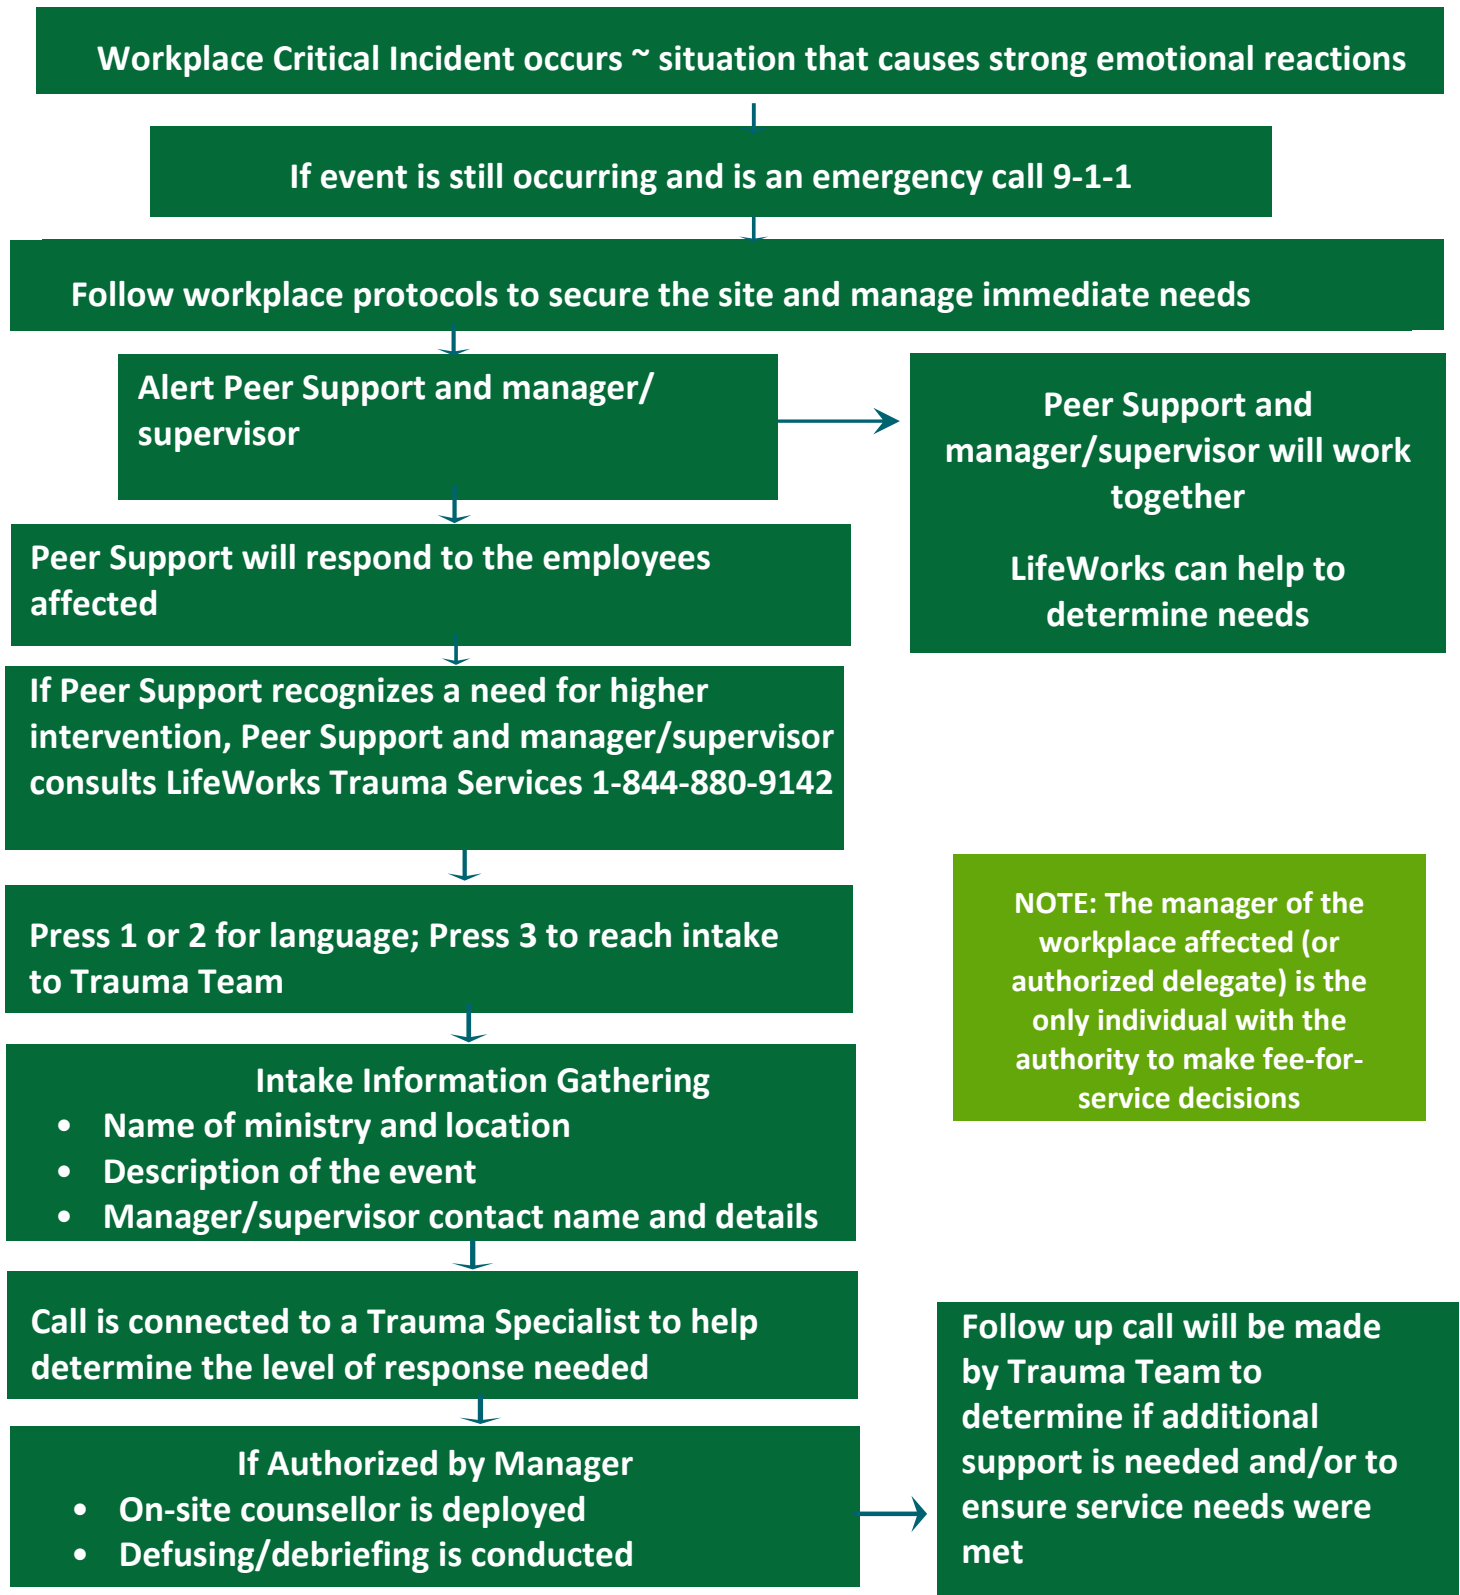 Workplace Critical Incident occurs ~ situation that causes strong emotional reactions
If event is still occurring and is an emergency call 9-1-1
Follow workplace protocols to secure the site and manage immediate needs
Alert Peer Support and manager/
supervisor
Peer Support and
manager/supervisor will work
together
LifeWorks can help to
determine needs
Peer Support will respond to the employees
affected
If Peer Support recognizes a need for higher
intervention, Peer Support and manager/supervisor
consults LifeWorks Trauma Services 1-844-880-9142
Press 1 or 2 for language; Press 3 to reach intake
to Trauma Team
NOTE: The manager of the
workplace affected (or
authorized delegate) is the
only individual with the
authority to make fee-for-
service decisions
Intake Information Gathering
• Name of ministry and location
• Description of the event
• Manager/supervisor contact name and details
Call is connected to a Trauma Specialist to help
determine the level of response needed
If Authorized by Manager
• On-site counsellor is deployed
• Defusing/debriefing is conducted
Follow up call will be made
by Trauma Team to
determine if additional
support is needed and/or to
ensure service needs were
met